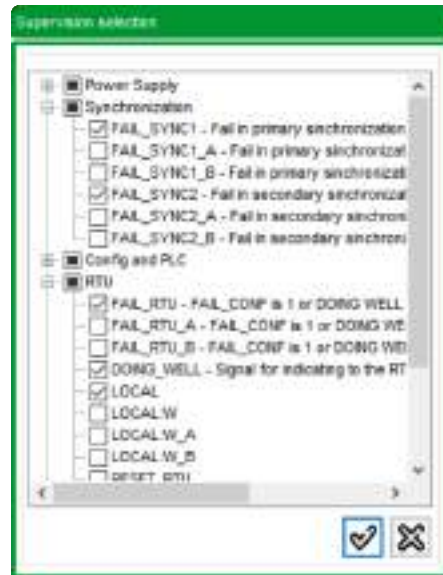 Supervision selection
Power Supply
Synchronization
FAIL_SYNC1 - Fail in primary sinchronization
FAIL_SYNC1_A - Fail in primary sinchronizat
FAIL_SYNC1_B - Fail in primary sinchronizat
FAIL_SYNC2 - Fail in secondary sinchronizat
FAIL_SYNC2_A - Fail in secondary sinchroni
FAIL_SYNC2_B - Fail in secondary sinchroni
Config and PLC
RTU
FAIL_RTU - FAIL_CONF is 1 or DOING WELL
FAIL_RTU_A - FAIL_CONF is 1 or DOING WE
FAIL_RTU_B - FAIL_CONF is 1 or DOING WE
DOING_WELL - Signal for indicating to the RT
LOCAL
LOCAL:W
LOCAL:W_A
LOCAL:W_B
RESET_RTU